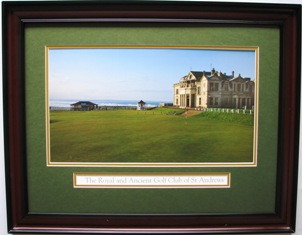 The Royal and Ancient Golf Club of St Andrews